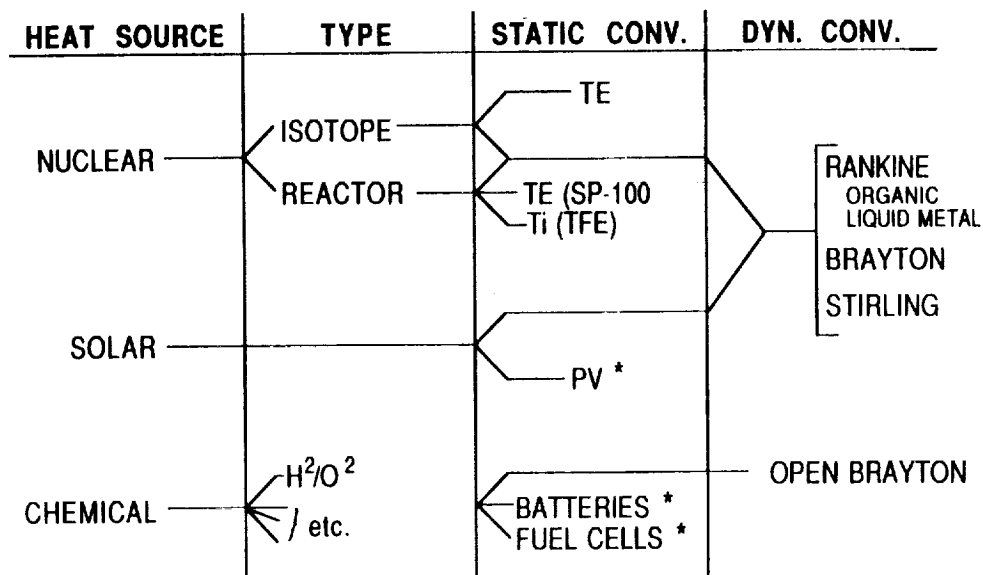 HEAT SOURCE TYPE STATIC CONV. DYN. CONV.
TE
ISOTOPE
NUCLEAR
REACTOR
TE (SP-100
Ti (TFE)
RANKINE
ORGANIC
LIQUID METAL
BRAYTON
STIRLING
SOLAR
PV *
H²/O²
OPEN BRAYTON
CHEMICAL
/ etc.
BATTERIES *
FUEL CELLS *